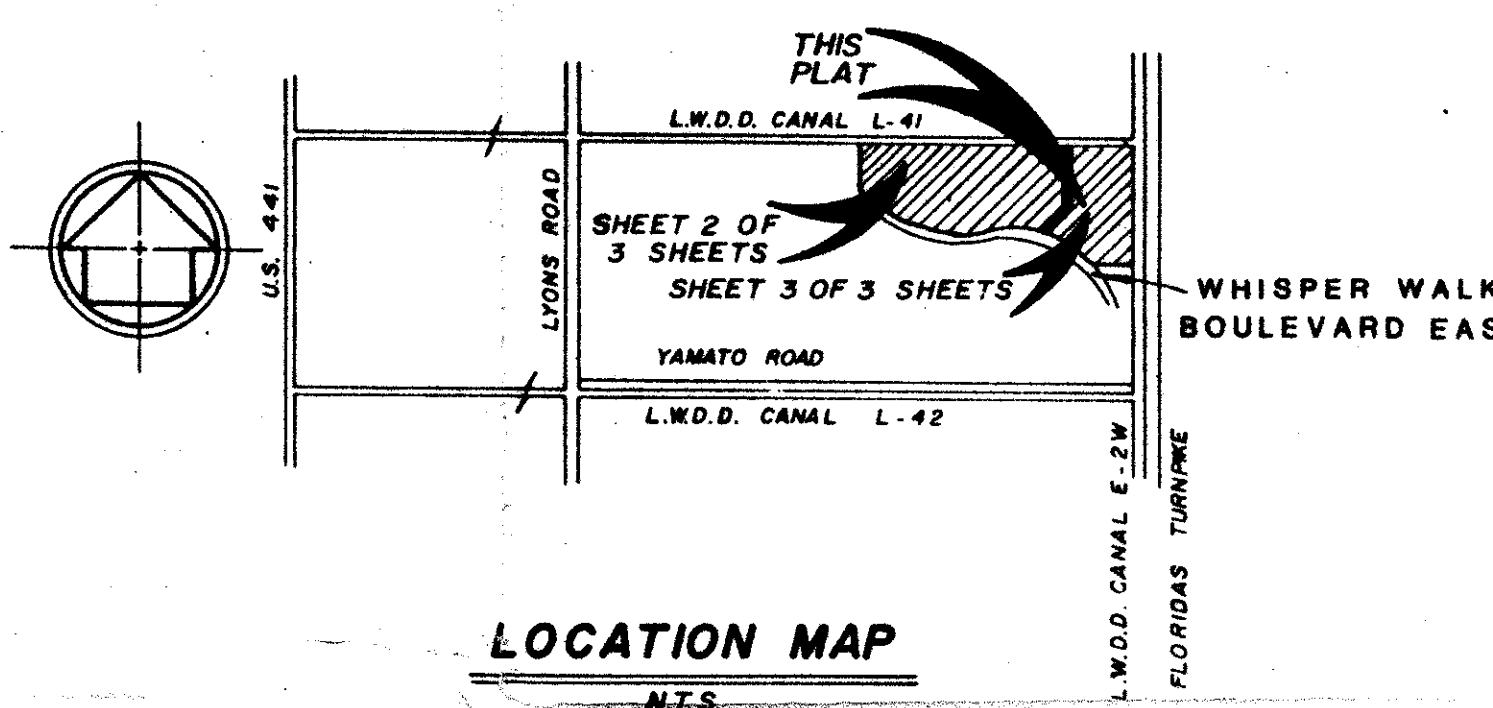 THIS
PLAT
L.W.D.D. CANAL L-41
U.S. 441
LYONS ROAD
SHEET 2 OF
3 SHEETS
SHEET 3 OF 3 SHEETS
WHISPER WALK
BOULEVARD EAS
YAMATO ROAD
L.W.D.D. CANAL L-42
L.W.D.D. CANAL E-2W
FLORIDAS TURNPIKE
LOCATION MAP
N.T.S.